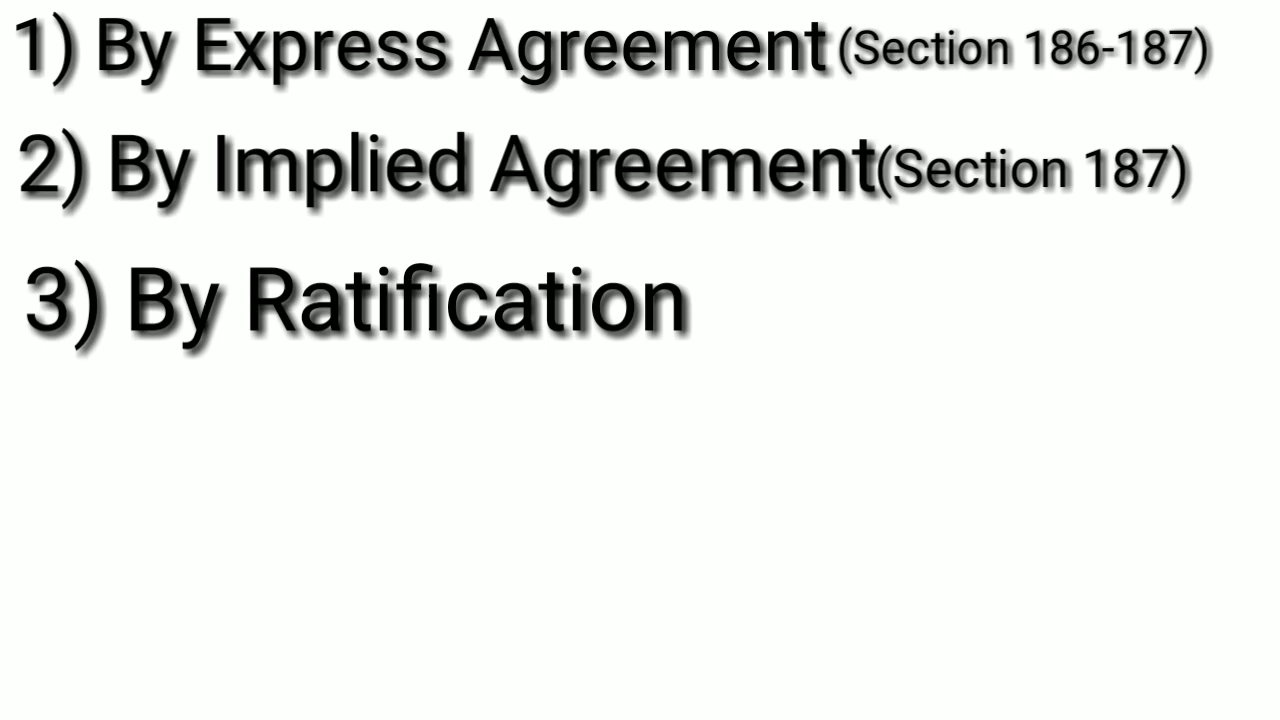 1) By Express Agreement (Section 186-187)
2) By Implied Agreement(Section 187)
3) By Ratification